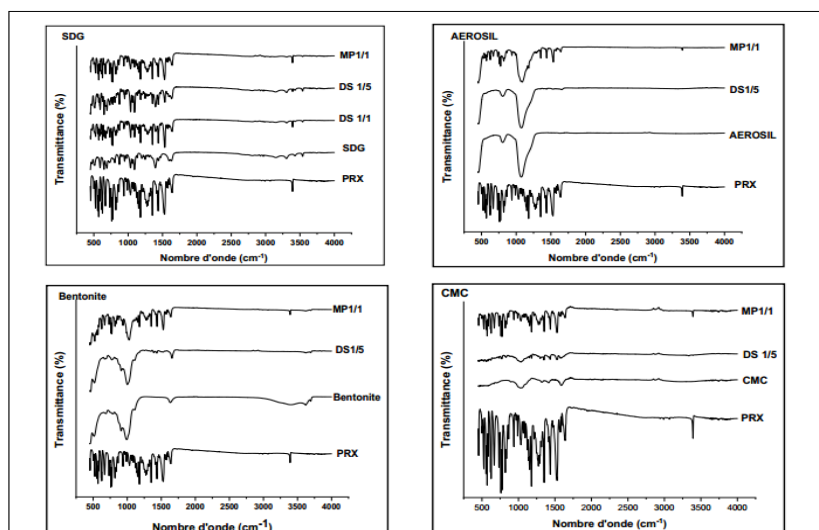 SDG
MP1/1
DS 1/5
DS 1/1
SDG
PRX
Transmittance (%)
500 1000 1500 2000 2500 3000 3500 4000
Nombre d'onde (cm-1)
AEROSIL
MP1/1
DS1/5
AEROSIL
PRX
Transmittance (%)
500 1000 1500 2000 2500 3000 3500 4000
Nombre d'onde (cm-1)
Bentonite
MP1/1
DS1/5
Bentonite
PRX
Transmittance (%)
500 1000 1500 2000 2500 3000 3500 4000
Nombre d'onde (cm-1)
CMC
MP1/1
DS 1/5
CMC
PRX
Transmittance (%)
500 1000 1500 2000 2500 3000 3500 4000
Nombre d'onde (cm-1)